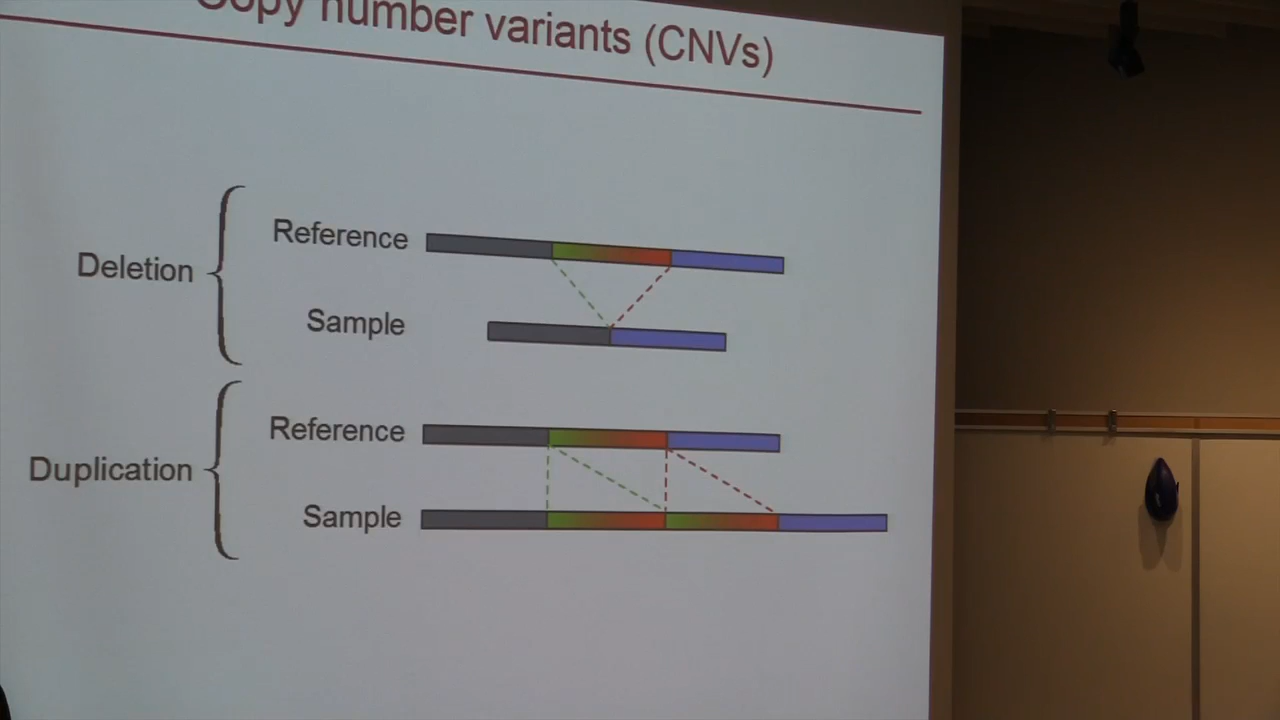 Copy number variants (CNVs)
Reference
Deletion
Sample
Reference
Duplication
Sample